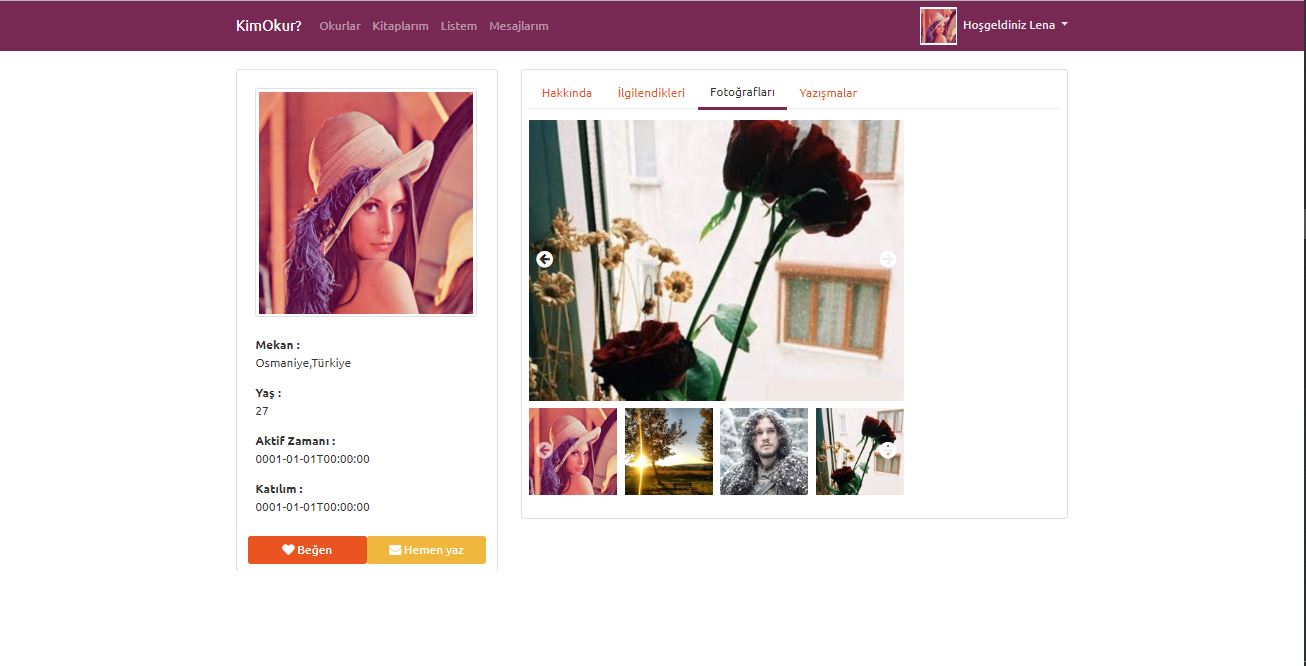 KimOkur? Okurlar Kitaplarım Listem Mesajlarım Hoşgeldiniz Lena
Hakkında İlgilendikleri Fotoğrafları Yazışmalar
Mekan :
Osmaniye,Türkiye
Yaş :
27
Aktif Zamanı :
0001-01-01T00:00:00
Katılım :
0001-01-01T00:00:00
Beğen Hemen yaz